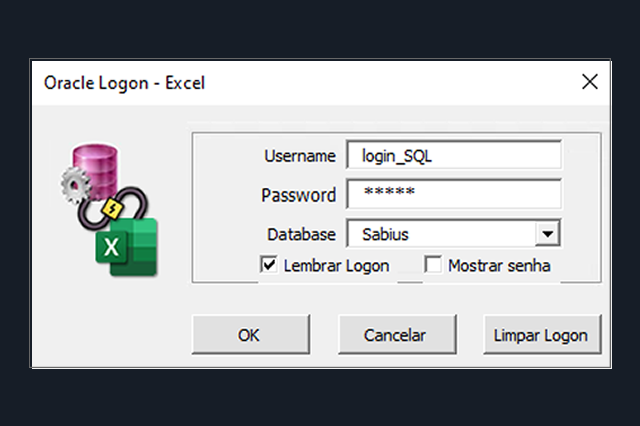 Oracle Logon - Excel
Username login_SQL
Password *****
Database Sabius
Lembrar Logon Mostrar senha
X
OK Cancelar Limpar Logon